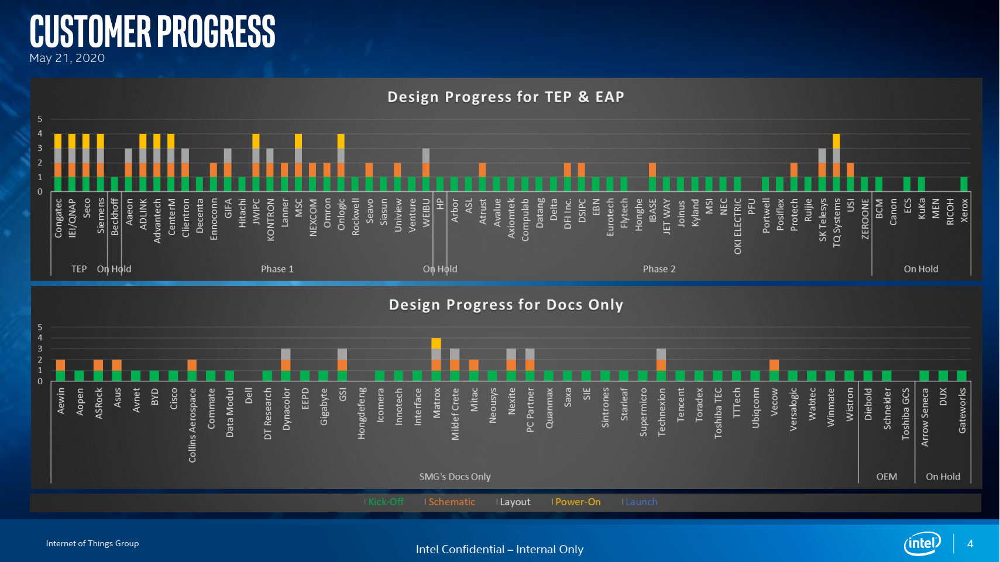 CUSTOMER PROGRESS
May 21, 2020
Design Progress for TEP & EAP
5
4
3
2
1
0
Congatec
IEI/QNAP
Seco
Siemens
Beckhoff
Aaeon
ADLINK
Advantech
CenterM
Clientron
Decenta
Ennoconn
GIFA
Hitachi
JWIPC
KONTRON
Lanner
MSC
NEXCOM
Omron
Onlogic
Rockwell
Seavo
Siasun
Uniview
Venture
WEIBU
HP
Arbor
ASL
Atrust
Avalue
Axiomtek
Compulab
Datang
Delta
DFI Inc.
DSIPC
EBN
Eurotech
Flytech
Honghe
IBASE
JET WAY
Joinus
Kyland
MSI
NEC
OKI ELECTRIC
PFU
Portwell
Posiflex
Protech
Ruijie
SK Telesys
TQ Systems
USI
ZEROONE
BCM
Canon
ECS
KuKa
MEN
RICOH
Xerox
TEP On Hold Phase 1 On Hold Phase 2 On Hold
Design Progress for Docs Only
5
4
3
2
1
0
Aewin
Aopen
ASRock
Asus
Avnet
BYD
Cisco
Collins Aerospace
Commate
Data Modul
Dell
DT Research
Dynacolor
EEPD
Gigabyte
GSI
Hongdefeng
Icomera
Innotech
Interface
Matrox
Mildef Crete
Mitac
Neousys
Nexite
PC Partner
Quanmax
Saxa
SIE
Sintrones
Starleaf
Supermicro
Technexion
Tencent
Toradex
Toshiba TEC
TTTech
Ubiqconn
Vecow
Versalogic
Wabtec
Winmate
Wistron
Diebold
Schneider
Toshiba GCS
Arrow Seneca
DUX
Gateworks
SMG's Docs Only OEM On Hold
Kick-Off Schematic Layout Power-On Launch
Internet of Things Group
Intel Confidential – Internal Only
intel
4